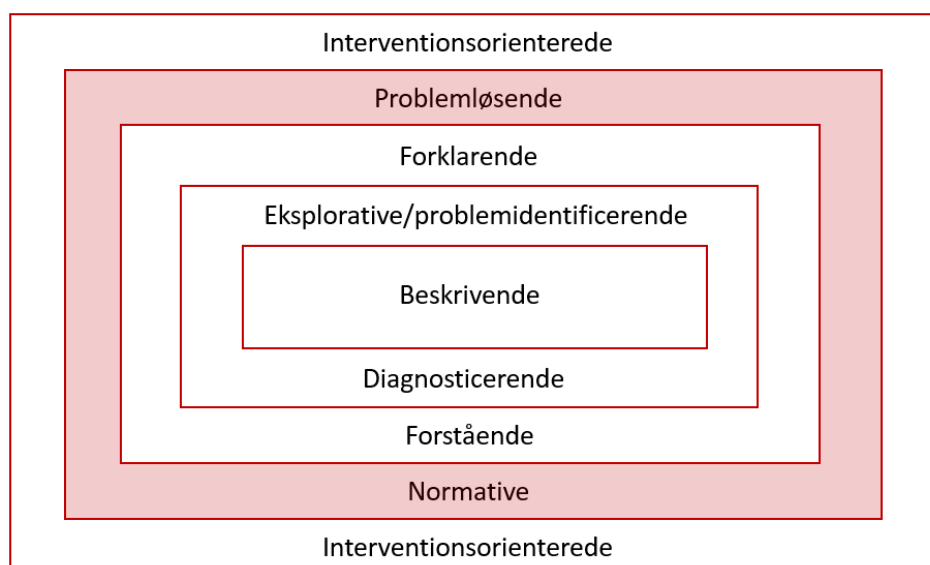 Interventionsorienterede
Problemløsende
Forklarende
Eksplorative/problemidentificerende
Beskrivende
Diagnosticerende
Forstående
Normative
Interventionsorienterede